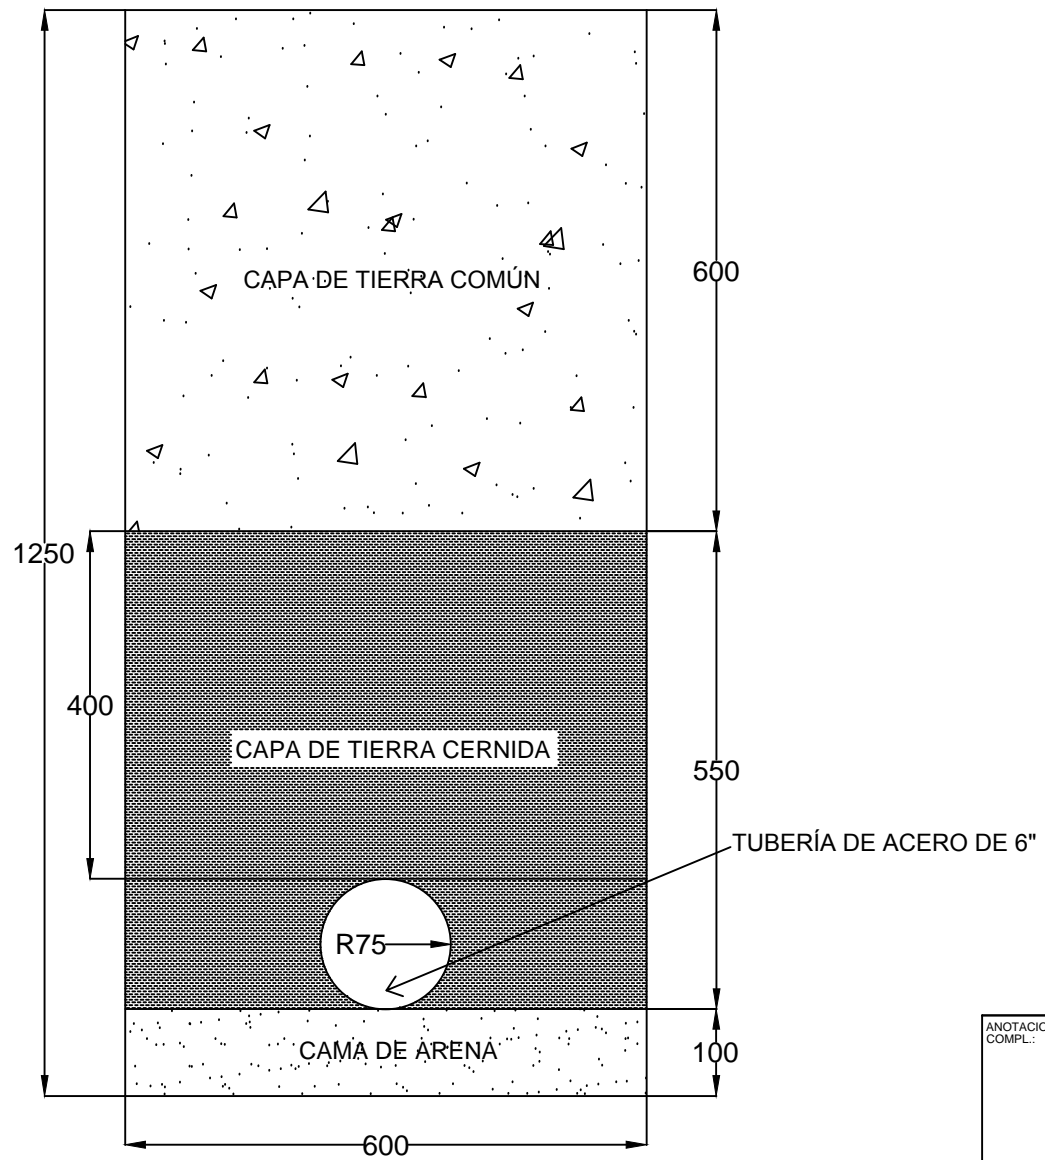 CAPA DE TIERRA COMÚN
600
1250
400
CAPA DE TIERRA CERNIDA
550
TUBERÍA DE ACERO DE 6"
R75
CAMA DE ARENA
100
600
COMPL.: